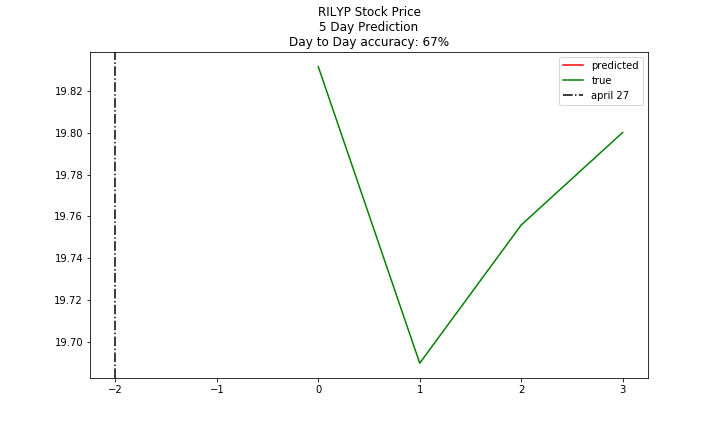 RILYP Stock Price
5 Day Prediction
Day to Day accuracy: 67%
predicted
true
april 27
19.82
19.80
19.78
19.76
19.74
19.72
19.70
−2
−1
0
1
2
3